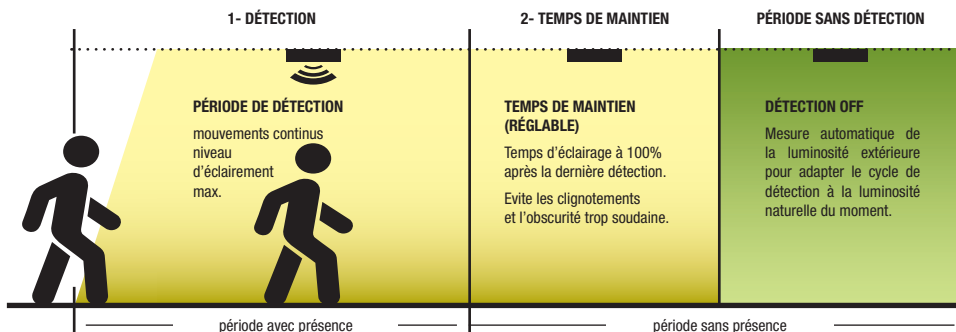 1- DÉTECTION
2- TEMPS DE MAINTIEN
PÉRIODE SANS DÉTECTION
PÉRIODE DE DÉTECTION
mouvements continus
niveau
d'éclairement
max.
TEMPS DE MAINTIEN
(RÉGLABLE)
Temps d'éclairage à 100%
après la dernière détection.
Evite les clignotements
et l'obscurité trop soudaine.
DÉTECTION OFF
Mesure automatique de
la luminosité extérieure
pour adapter le cycle de
détection à la luminosité
naturelle du moment.
période avec présence
période sans présence